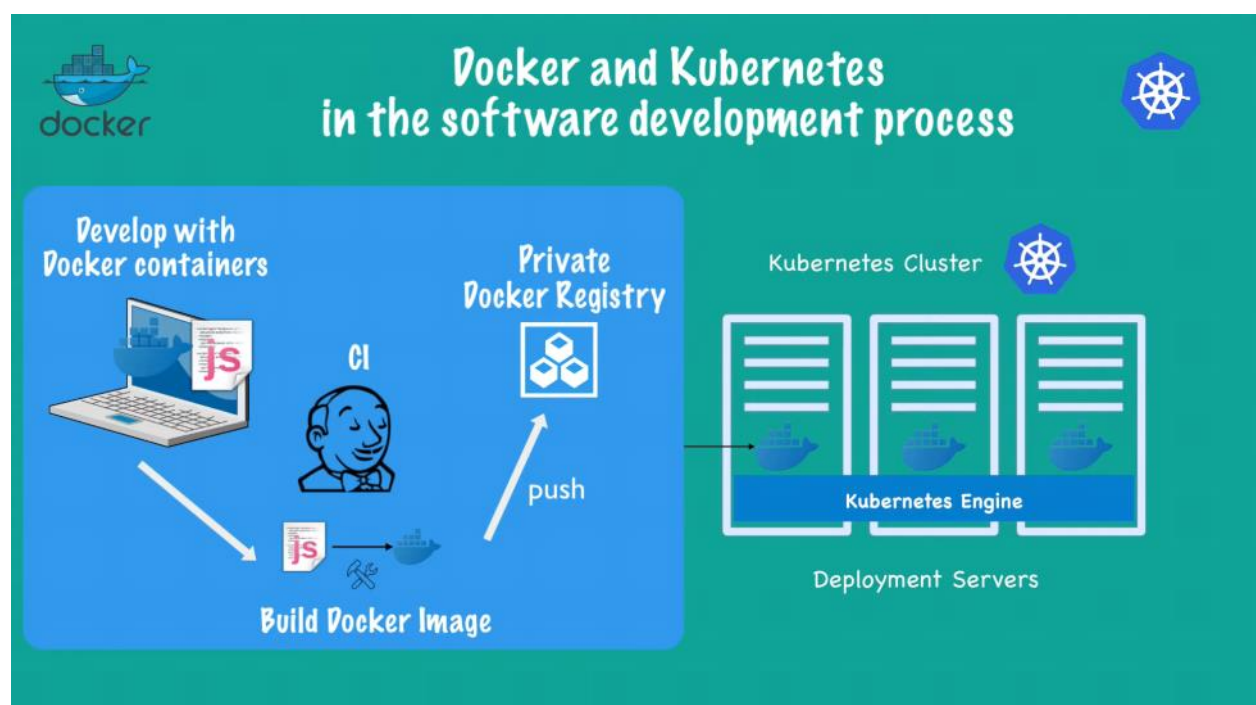 docker
Docker and Kubernetes
in the software development process
Develop with
Docker containers
js
CI
js
Build Docker Image
push
Private
Docker Registry
Kubernetes Cluster
Kubernetes Engine
Deployment Servers